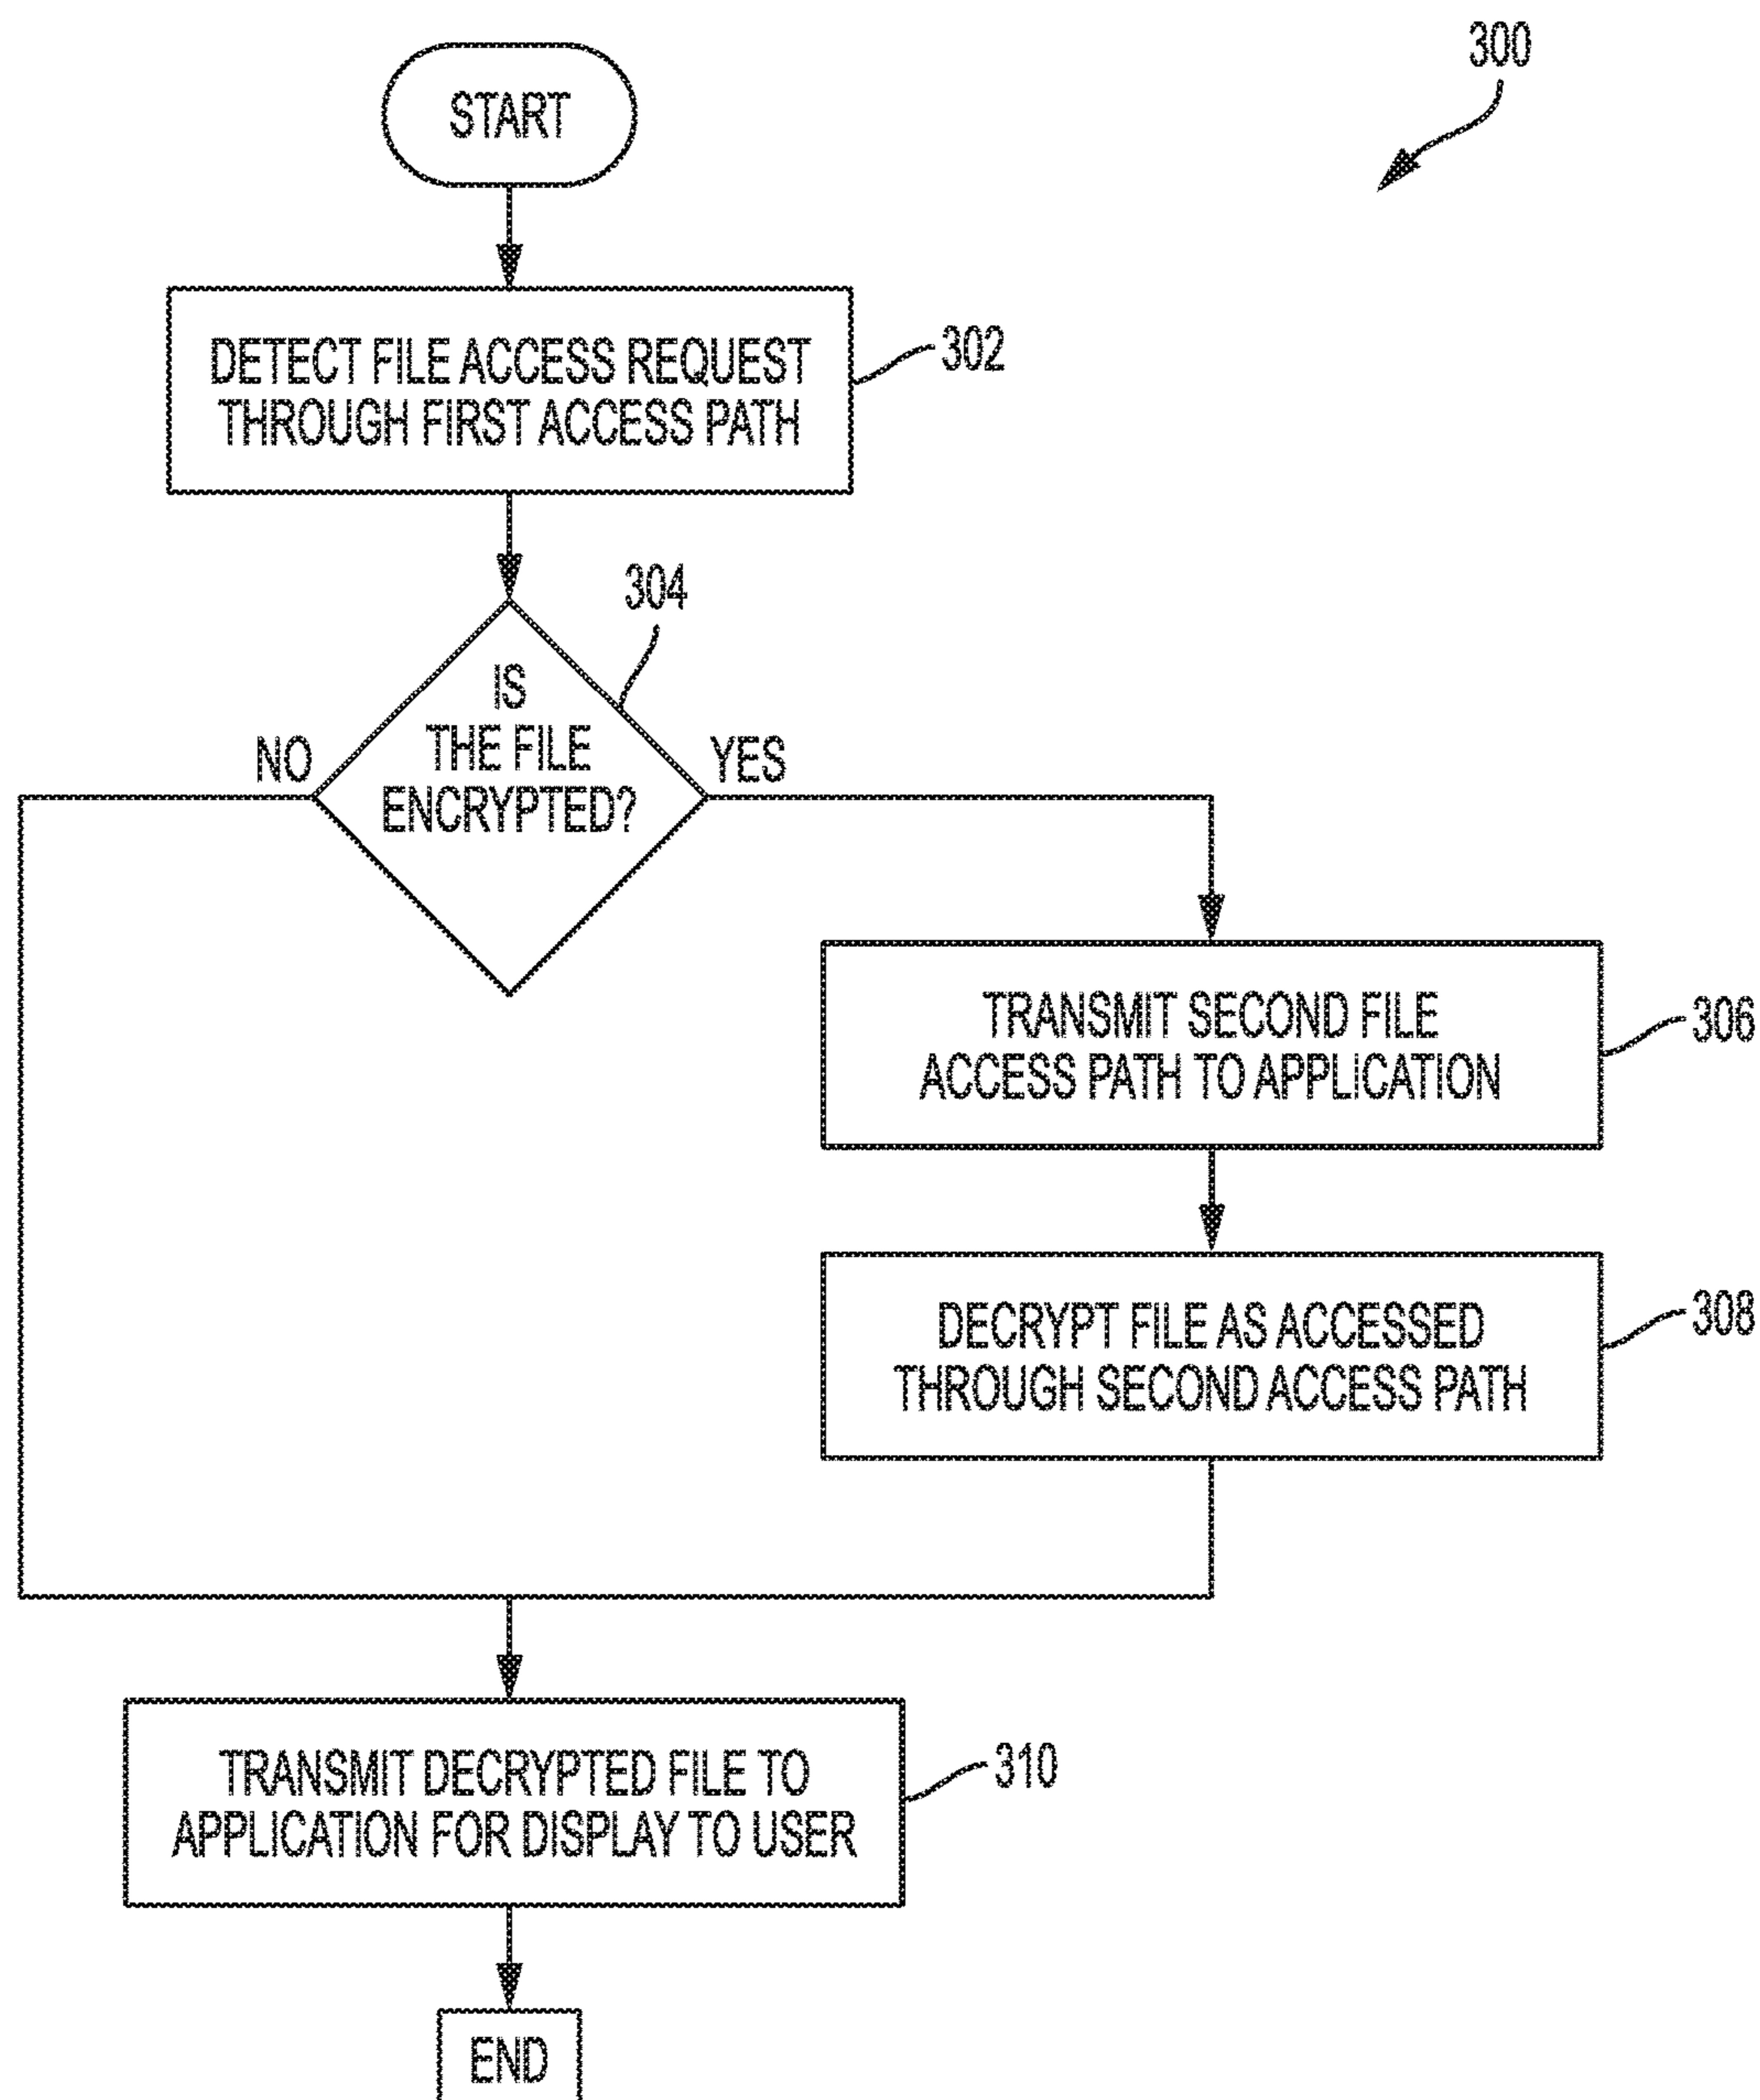 300
START
DETECT FILE ACCESS REQUEST
THROUGH FIRST ACCESS PATH
302
304
IS
THE FILE
ENCRYPTED?
NO
YES
TRANSMIT SECOND FILE
ACCESS PATH TO APPLICATION
306
DECRYPT FILE AS ACCESSED
THROUGH SECOND ACCESS PATH
308
TRANSMIT DECRYPTED FILE TO
APPLICATION FOR DISPLAY TO USER
310
END